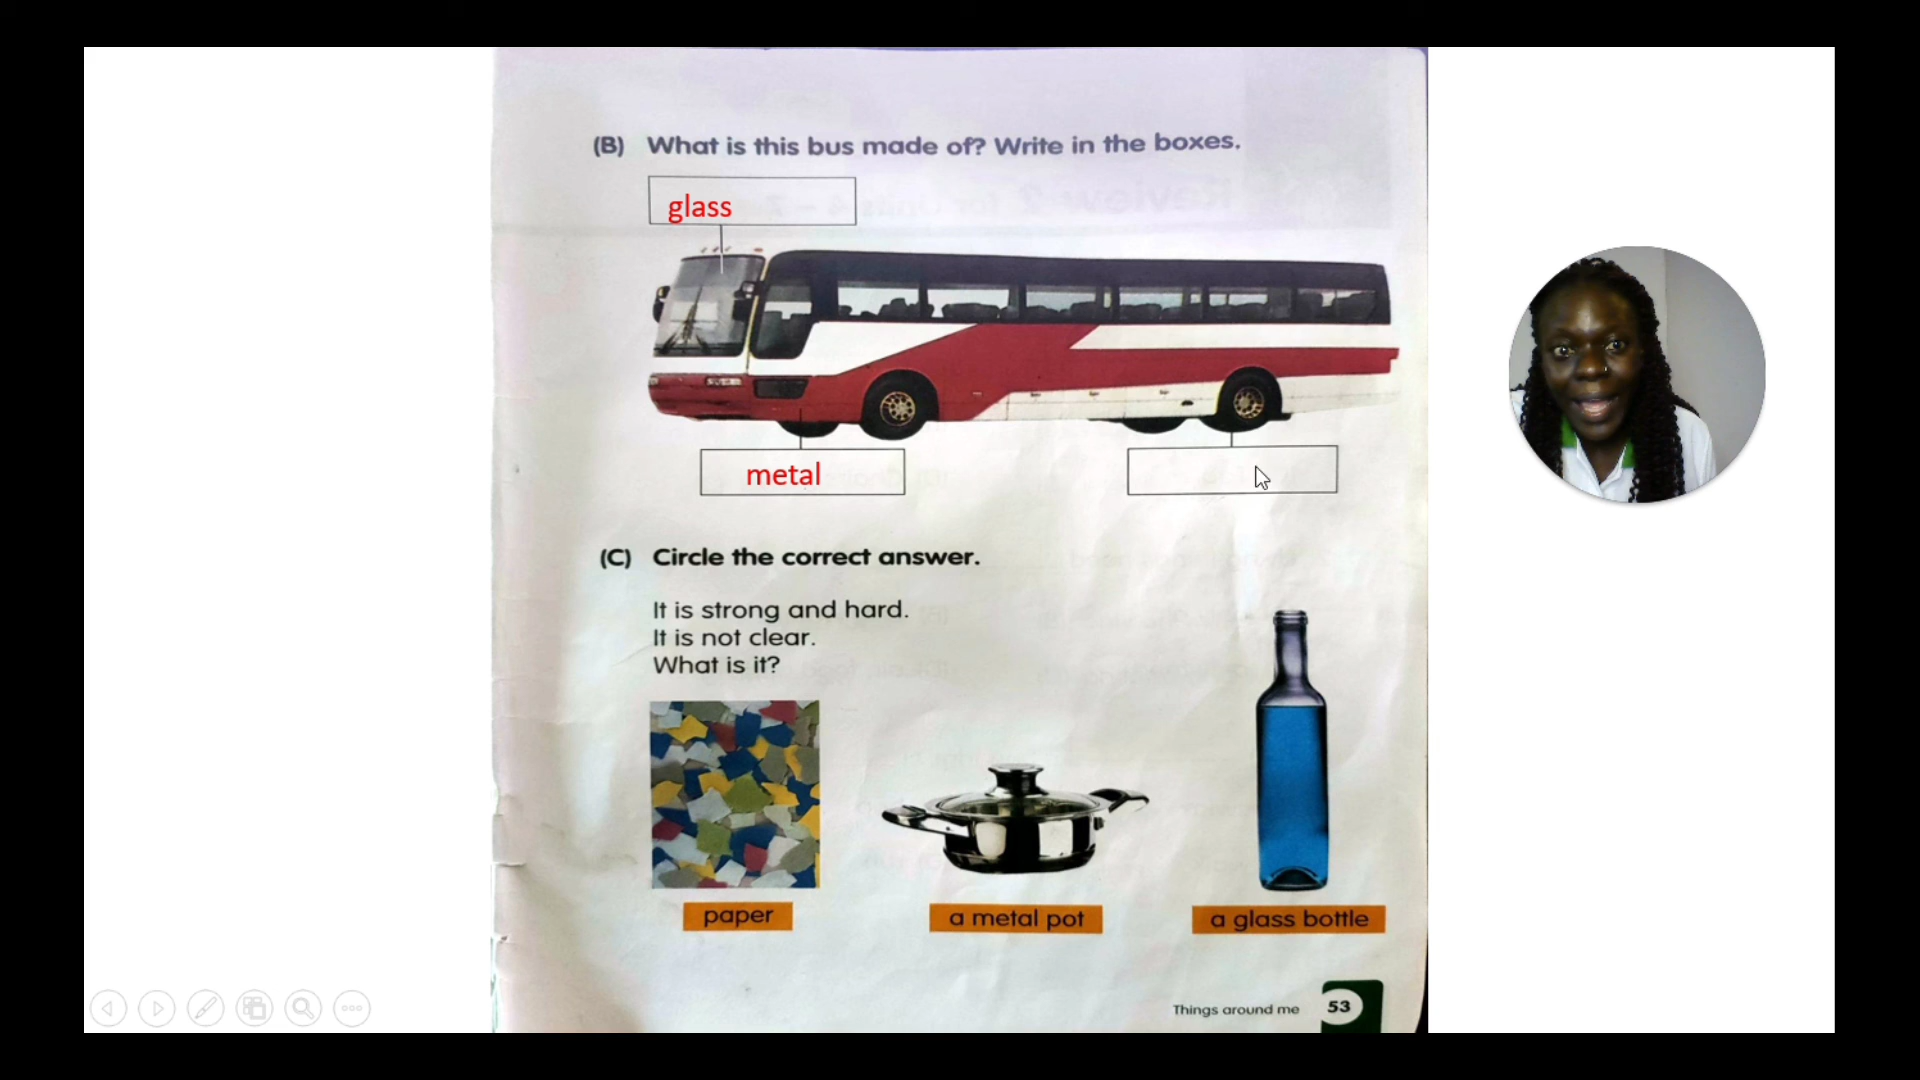 (B) What is this bus made of? Write in the boxes.
glass
metal
(C) Circle the correct answer.
It is strong and hard.
It is not clear.
What is it?
paper
a metal pot
a glass bottle
Things around me 53